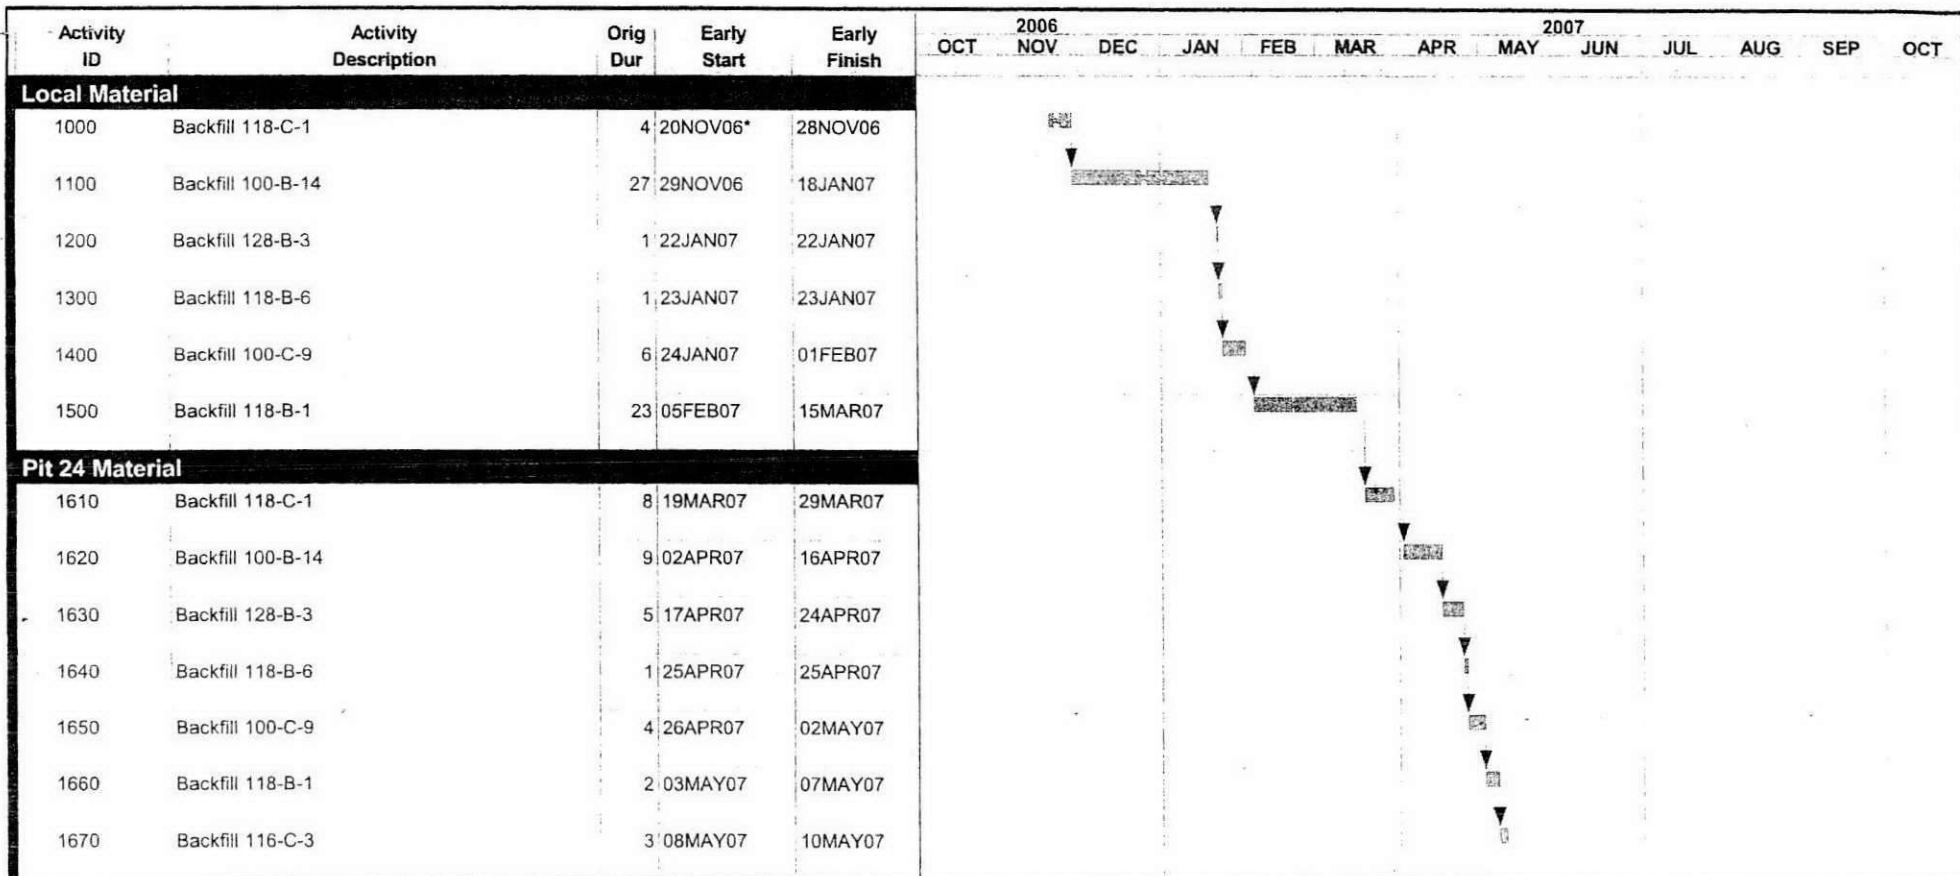 2006 2007
Activity Activity Orig Early Early
OCT NOV DEC JAN FEB MAR APR MAY JUN JUL AUG SEP OCT
ID Description Dur Start Finish
Local Material
1000 Backfill 118-C-1 4 20NOV06* 28NOV06
1100 Backfill 100-B-14 27 29NOV06 18JAN07
1200 Backfill 128-B-3 1 22JAN07 22JAN07
1300 Backfill 118-B-6 1 23JAN07 23JAN07
1400 Backfill 100-C-9 6 24JAN07 01FEB07
1500 Backfill 118-B-1 23 05FEB07 15MAR07
Pit 24 Material
1610 Backfill 118-C-1 8 19MAR07 29MAR07
1620 Backfill 100-B-14 9 02APR07 16APR07
1630 Backfill 128-B-3 5 17APR07 24APR07
1640 Backfill 118-B-6 1 25APR07 25APR07
1650 Backfill 100-C-9 4 26APR07 02MAY07
1660 Backfill 118-B-1 2 03MAY07 07MAY07
1670 Backfill 116-C-3 3 08MAY07 10MAY07